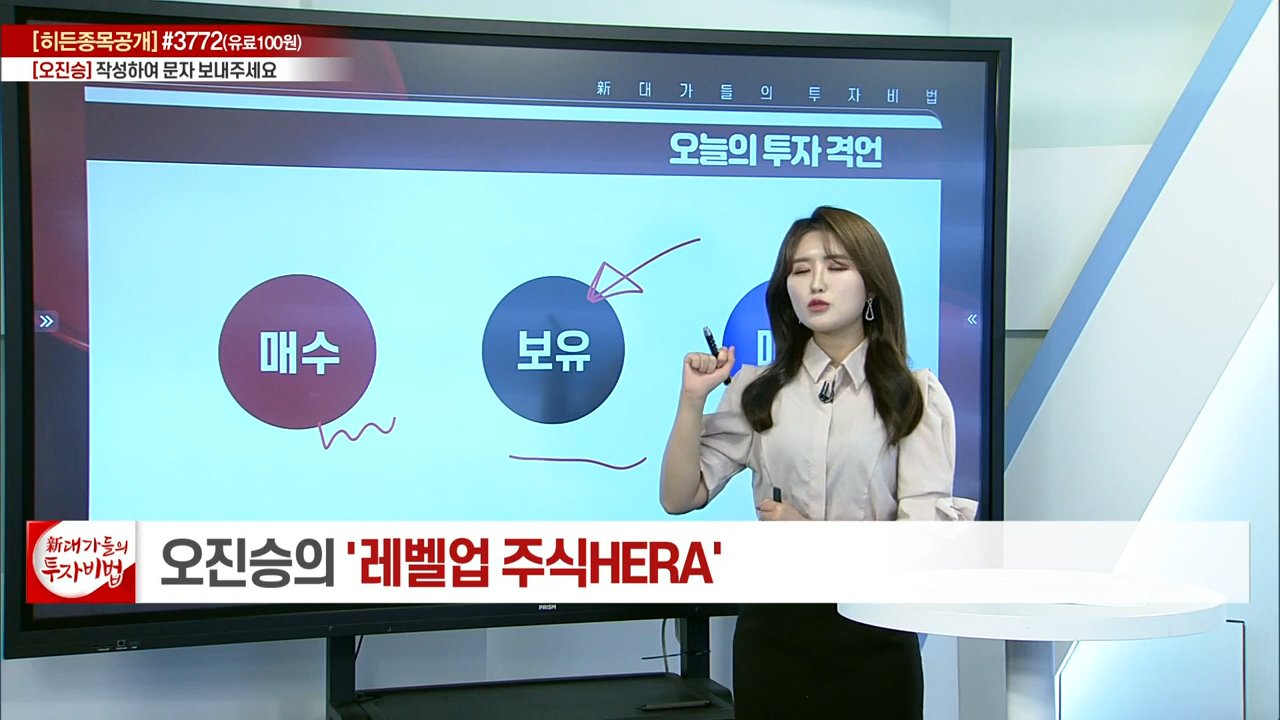 [히든종목공개] #3772(유료100원)
[오진승] 작성하여 문자 보내주세요
新 대 가 들 의 투 자 비 법
오늘의 투자 격언
매수
보유
新대가들의
투자비법
오진승의 '레벨업 주식HERA'
PRISM